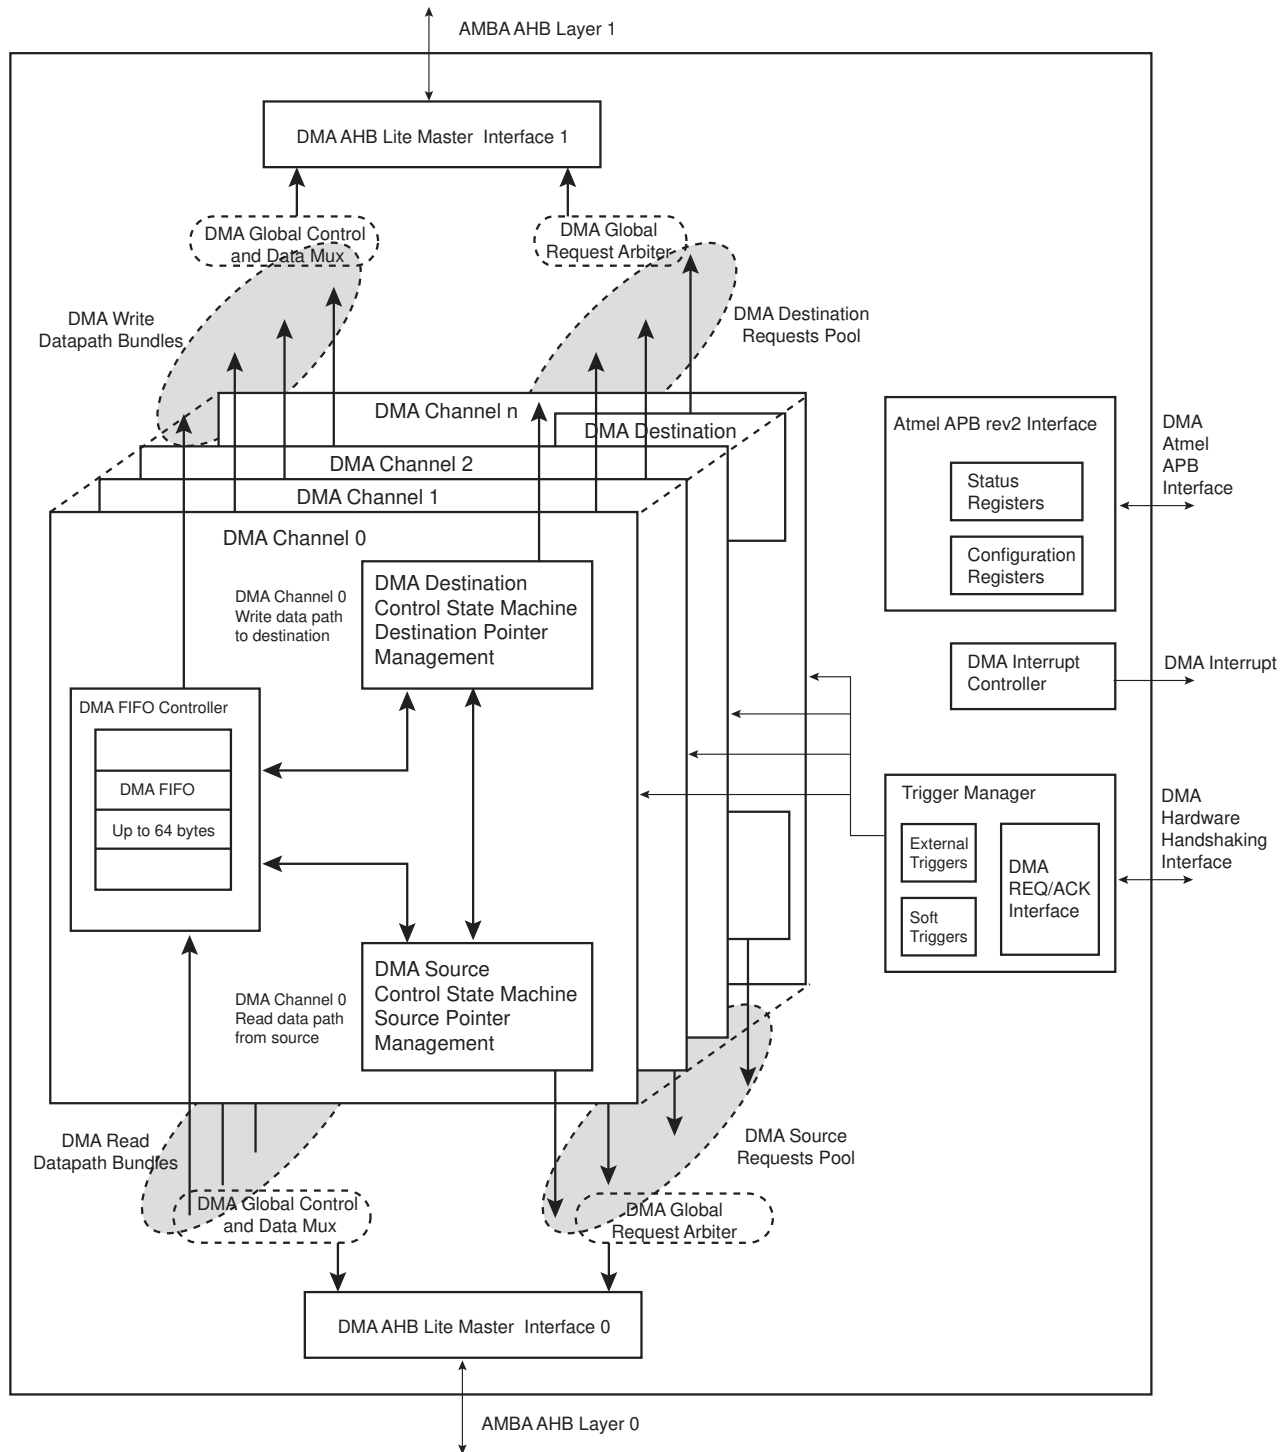 AMBA AHB Layer 1
DMA AHB Lite Master Interface 1
DMA Global Control
and Data Mux
DMA Global
Request Arbiter
DMA Write
Datapath Bundles
DMA Destination
Requests Pool
DMA Channel n
DMA Destination
DMA Channel 2
DMA Channel 1
DMA Channel 0
DMA Destination
Control State Machine
Destination Pointer
Management
DMA Channel 0
Write data path
to destination
DMA FIFO Controller
DMA FIFO
Up to 64 bytes
DMA Source
Control State Machine
Source Pointer
Management
DMA Channel 0
Read data path
from source
Atmel APB rev2 Interface
Status
Registers
Configuration
Registers
DMA
Atmel
APB
Interface
DMA Interrupt
Controller
DMA Interrupt
Trigger Manager
External
Triggers
Soft
Triggers
DMA
REQ/ACK
Interface
DMA
Hardware
Handshaking
Interface
DMA Read
Datapath Bundles
DMA Source
Requests Pool
DMA Global Control
and Data Mux
DMA Global
Request Arbiter
DMA AHB Lite Master Interface 0
AMBA AHB Layer 0